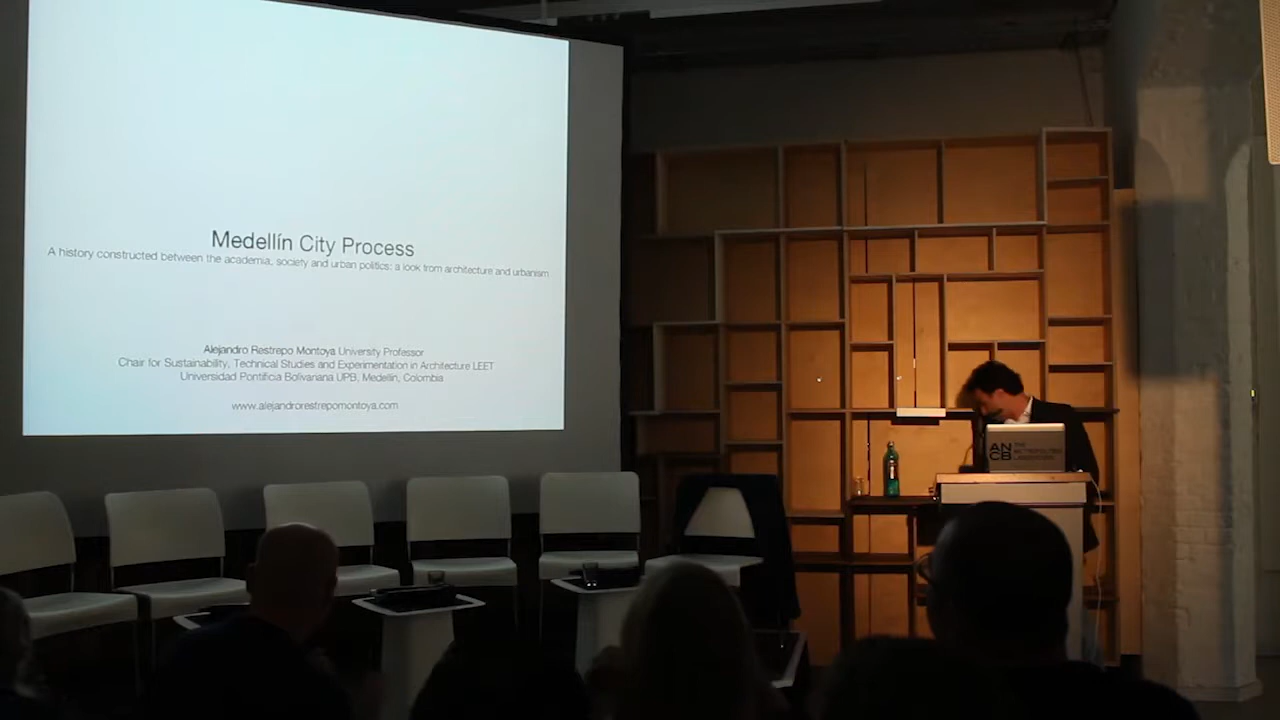 Medellín City Process
A history constructed between the academia, society and urban politics: a look from architecture and urbanism
Alejandro Restrepo Montoya University Professor
Chair for Sustainability, Technical Studies and Experimentation in Architecture LEET
Universidad Pontificia Bolivariana UPB, Medellín, Colombia
www.alejandrorestrepomontoya.com
AN
CB